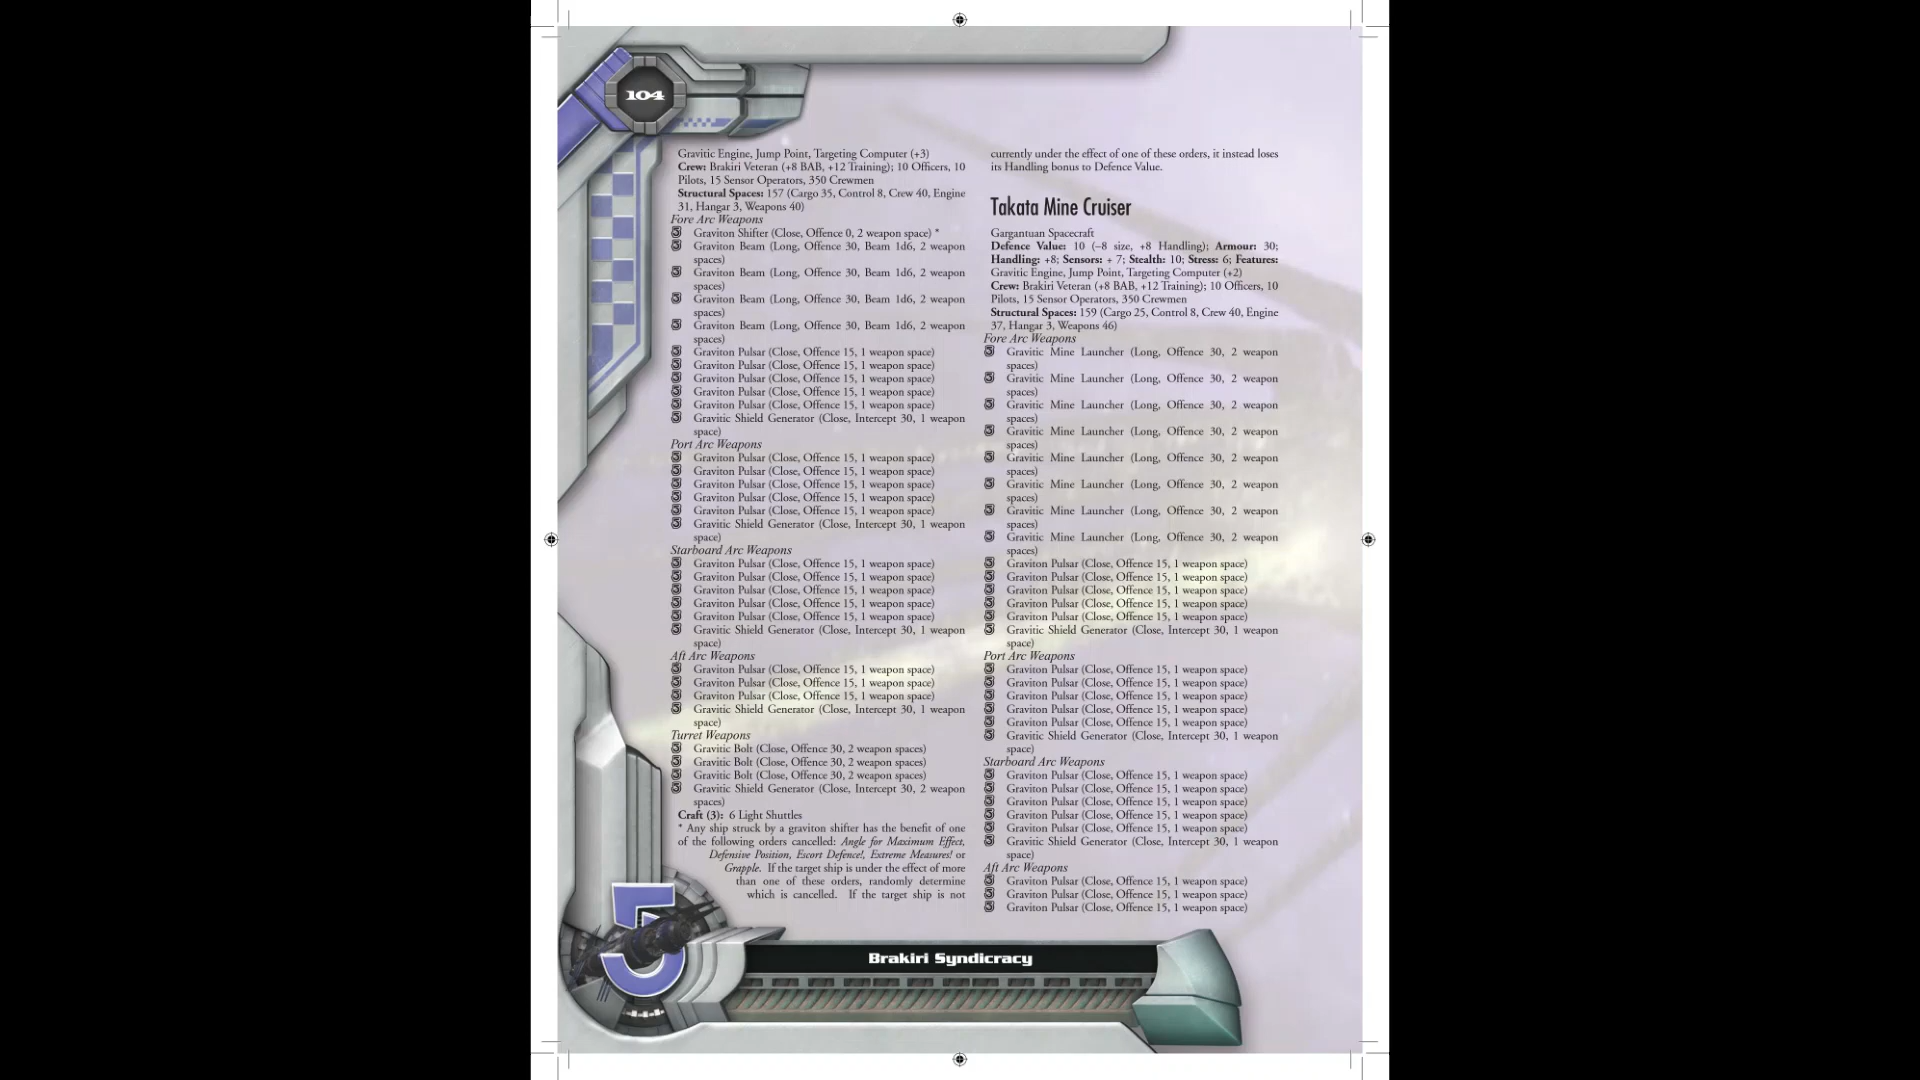 104
Gravitic Engine, Jump Point, Targeting Computer (+3)
Crew: Brakiri Veteran (+8 BAB, +12 Training); 10 Officers, 10
Pilots, 15 Sensor Operators, 350 Crewmen
Structural Spaces: 157 (Cargo 35, Control 8, Crew 40, Engine
31, Hangar 3, Weapons 40)
Fore Arc Weapons
Graviton Shifter (Close, Offence 0, 2 weapon space) *
Graviton Beam (Long, Offence 30, Beam 1d6, 2 weapon
spaces)
Graviton Beam (Long, Offence 30, Beam 1d6, 2 weapon
spaces)
Graviton Beam (Long, Offence 30, Beam 1d6, 2 weapon
spaces)
Graviton Beam (Long, Offence 30, Beam 1d6, 2 weapon
spaces)
Graviton Pulsar (Close, Offence 15, 1 weapon space)
Graviton Pulsar (Close, Offence 15, 1 weapon space)
Graviton Pulsar (Close, Offence 15, 1 weapon space)
Graviton Pulsar (Close, Offence 15, 1 weapon space)
Graviton Pulsar (Close, Offence 15, 1 weapon space)
Gravitic Shield Generator (Close, Intercept 30, 1 weapon
space)
Port Arc Weapons
Graviton Pulsar (Close, Offence 15, 1 weapon space)
Graviton Pulsar (Close, Offence 15, 1 weapon space)
Graviton Pulsar (Close, Offence 15, 1 weapon space)
Graviton Pulsar (Close, Offence 15, 1 weapon space)
Graviton Pulsar (Close, Offence 15, 1 weapon space)
Gravitic Shield Generator (Close, Intercept 30, 1 weapon
space)
Starboard Arc Weapons
Graviton Pulsar (Close, Offence 15, 1 weapon space)
Graviton Pulsar (Close, Offence 15, 1 weapon space)
Graviton Pulsar (Close, Offence 15, 1 weapon space)
Graviton Pulsar (Close, Offence 15, 1 weapon space)
Graviton Pulsar (Close, Offence 15, 1 weapon space)
Gravitic Shield Generator (Close, Intercept 30, 1 weapon
space)
Aft Arc Weapons
Graviton Pulsar (Close, Offence 15, 1 weapon space)
Graviton Pulsar (Close, Offence 15, 1 weapon space)
Graviton Pulsar (Close, Offence 15, 1 weapon space)
Gravitic Shield Generator (Close, Intercept 30, 1 weapon
space)
Turret Weapons
Gravitic Bolt (Close, Offence 30, 2 weapon spaces)
Gravitic Bolt (Close, Offence 30, 2 weapon spaces)
Gravitic Bolt (Close, Offence 30, 2 weapon spaces)
Gravitic Shield Generator (Close, Intercept 30, 2 weapon
spaces)
Craft (3): 6 Light Shuttles
* Any ship struck by a graviton shifter has the benefit of one
of the following orders cancelled: Angle for Maximum Effect,
Defensive Position, Escort Defence!, Extreme Measures! or
Grapple. If the target ship is under the effect of more
than one of these orders, randomly determine
which is cancelled. If the target ship is not
currently under the effect of one of these orders, it instead loses
its Handling bonus to Defence Value.
Takata Mine Cruiser
Gargantuan Spacecraft
Defence Value: 10 (–8 size, +8 Handling); Armour: 30;
Handling: +8; Sensors: + 7; Stealth: 10; Stress: 6; Features:
Gravitic Engine, Jump Point, Targeting Computer (+2)
Crew: Brakiri Veteran (+8 BAB, +12 Training); 10 Officers, 10
Pilots, 15 Sensor Operators, 350 Crewmen
Structural Spaces: 159 (Cargo 25, Control 8, Crew 40, Engine
37, Hangar 3, Weapons 46)
Fore Arc Weapons
Gravitic Mine Launcher (Long, Offence 30, 2 weapon
spaces)
Gravitic Mine Launcher (Long, Offence 30, 2 weapon
spaces)
Gravitic Mine Launcher (Long, Offence 30, 2 weapon
spaces)
Gravitic Mine Launcher (Long, Offence 30, 2 weapon
spaces)
Gravitic Mine Launcher (Long, Offence 30, 2 weapon
spaces)
Gravitic Mine Launcher (Long, Offence 30, 2 weapon
spaces)
Gravitic Mine Launcher (Long, Offence 30, 2 weapon
spaces)
Gravitic Mine Launcher (Long, Offence 30, 2 weapon
spaces)
Graviton Pulsar (Close, Offence 15, 1 weapon space)
Graviton Pulsar (Close, Offence 15, 1 weapon space)
Graviton Pulsar (Close, Offence 15, 1 weapon space)
Graviton Pulsar (Close, Offence 15, 1 weapon space)
Graviton Pulsar (Close, Offence 15, 1 weapon space)
Gravitic Shield Generator (Close, Intercept 30, 1 weapon
space)
Port Arc Weapons
Graviton Pulsar (Close, Offence 15, 1 weapon space)
Graviton Pulsar (Close, Offence 15, 1 weapon space)
Graviton Pulsar (Close, Offence 15, 1 weapon space)
Graviton Pulsar (Close, Offence 15, 1 weapon space)
Graviton Pulsar (Close, Offence 15, 1 weapon space)
Gravitic Shield Generator (Close, Intercept 30, 1 weapon
space)
Starboard Arc Weapons
Graviton Pulsar (Close, Offence 15, 1 weapon space)
Graviton Pulsar (Close, Offence 15, 1 weapon space)
Graviton Pulsar (Close, Offence 15, 1 weapon space)
Graviton Pulsar (Close, Offence 15, 1 weapon space)
Graviton Pulsar (Close, Offence 15, 1 weapon space)
Gravitic Shield Generator (Close, Intercept 30, 1 weapon
space)
Aft Arc Weapons
Graviton Pulsar (Close, Offence 15, 1 weapon space)
Graviton Pulsar (Close, Offence 15, 1 weapon space)
Graviton Pulsar (Close, Offence 15, 1 weapon space)
5
Brakiri Syndicracy